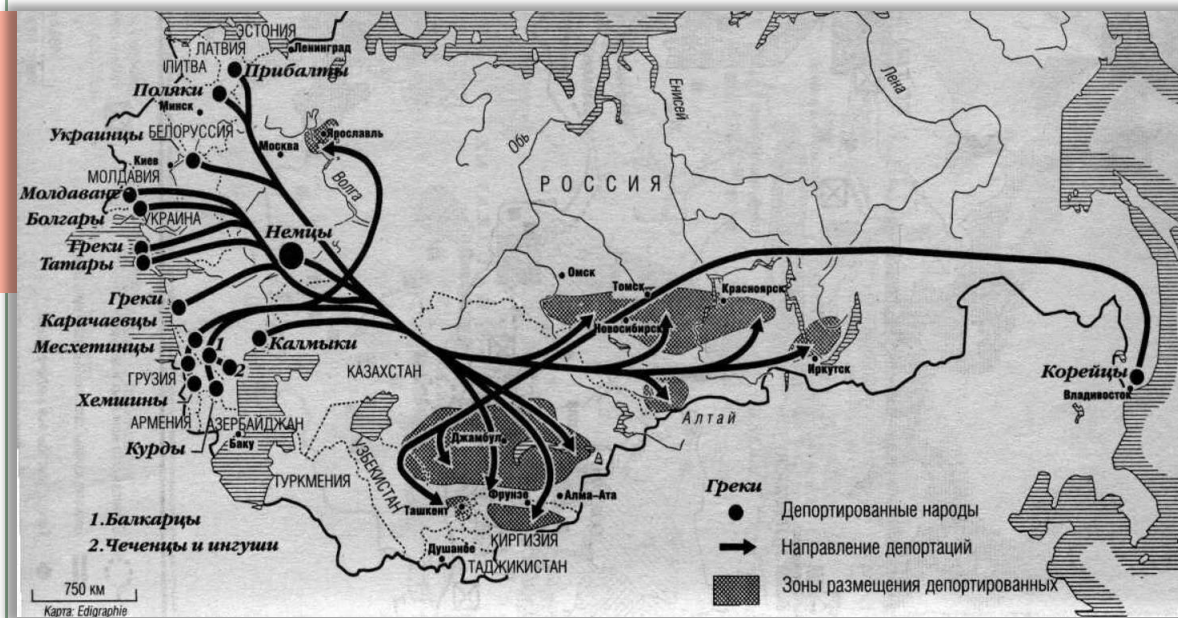 ЭСТОНИЯ
ЛАТВИЯ
Ленинград
ЛИТВА
Прибалты
Поляки
Минск
Украинцы
БЕЛОРУССИЯ
Ярославль
Москва
Киев
МОЛДАВИЯ
Волга
Молдаване
Болгары
УКРАИНА
Немцы
Греки
Татары
Греки
Карачаевцы
Месхетинцы
1
2
Калмыки
ГРУЗИЯ
Хемшины
АРМЕНИЯ
АЗЕРБАЙДЖАН
Курды
Баку
Обь
Енисей
Лена
РОССИЯ
Омск
Томск
Красноярск
Новосибирск
Иркутск
Корейцы
Владивосток
КАЗАХСТАН
Алтай
Джамбул
УЗБЕКИСТАН
ТУРКМЕНИЯ
Ташкент
Фрунзе
Алма-Ата
КИРГИЗИЯ
Душанбе
ТАДЖИКИСТАН
1.Балкарцы
2.Чеченцы и ингуши
750 км
Карта: Edigraphie
Греки
Депортированные народы
Направление депортаций
Зоны размещения депортированных